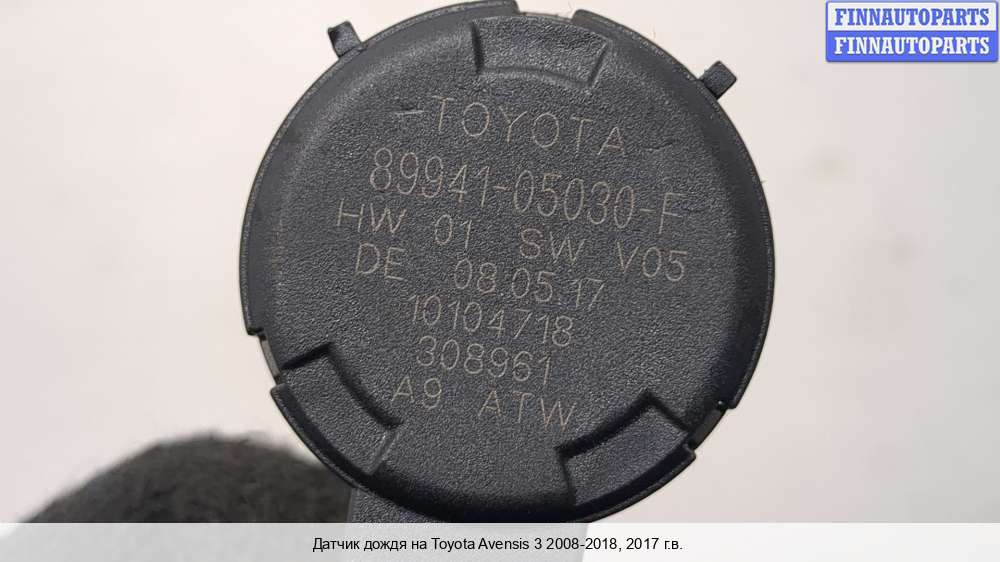 FINNAUTOPARTS
FINNAUTOPARTS
TOYOTA
89941-05030-F
HW 01 SW V05
DE 08.05.17
10104718
308961
A9 ATW
Датчик дождя на Toyota Avensis 3 2008-2018, 2017 г.в.